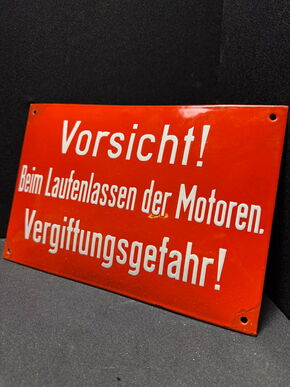 Vorsicht!
Beim Laufenlassen der Motoren.
Vergiftungsgefahr!